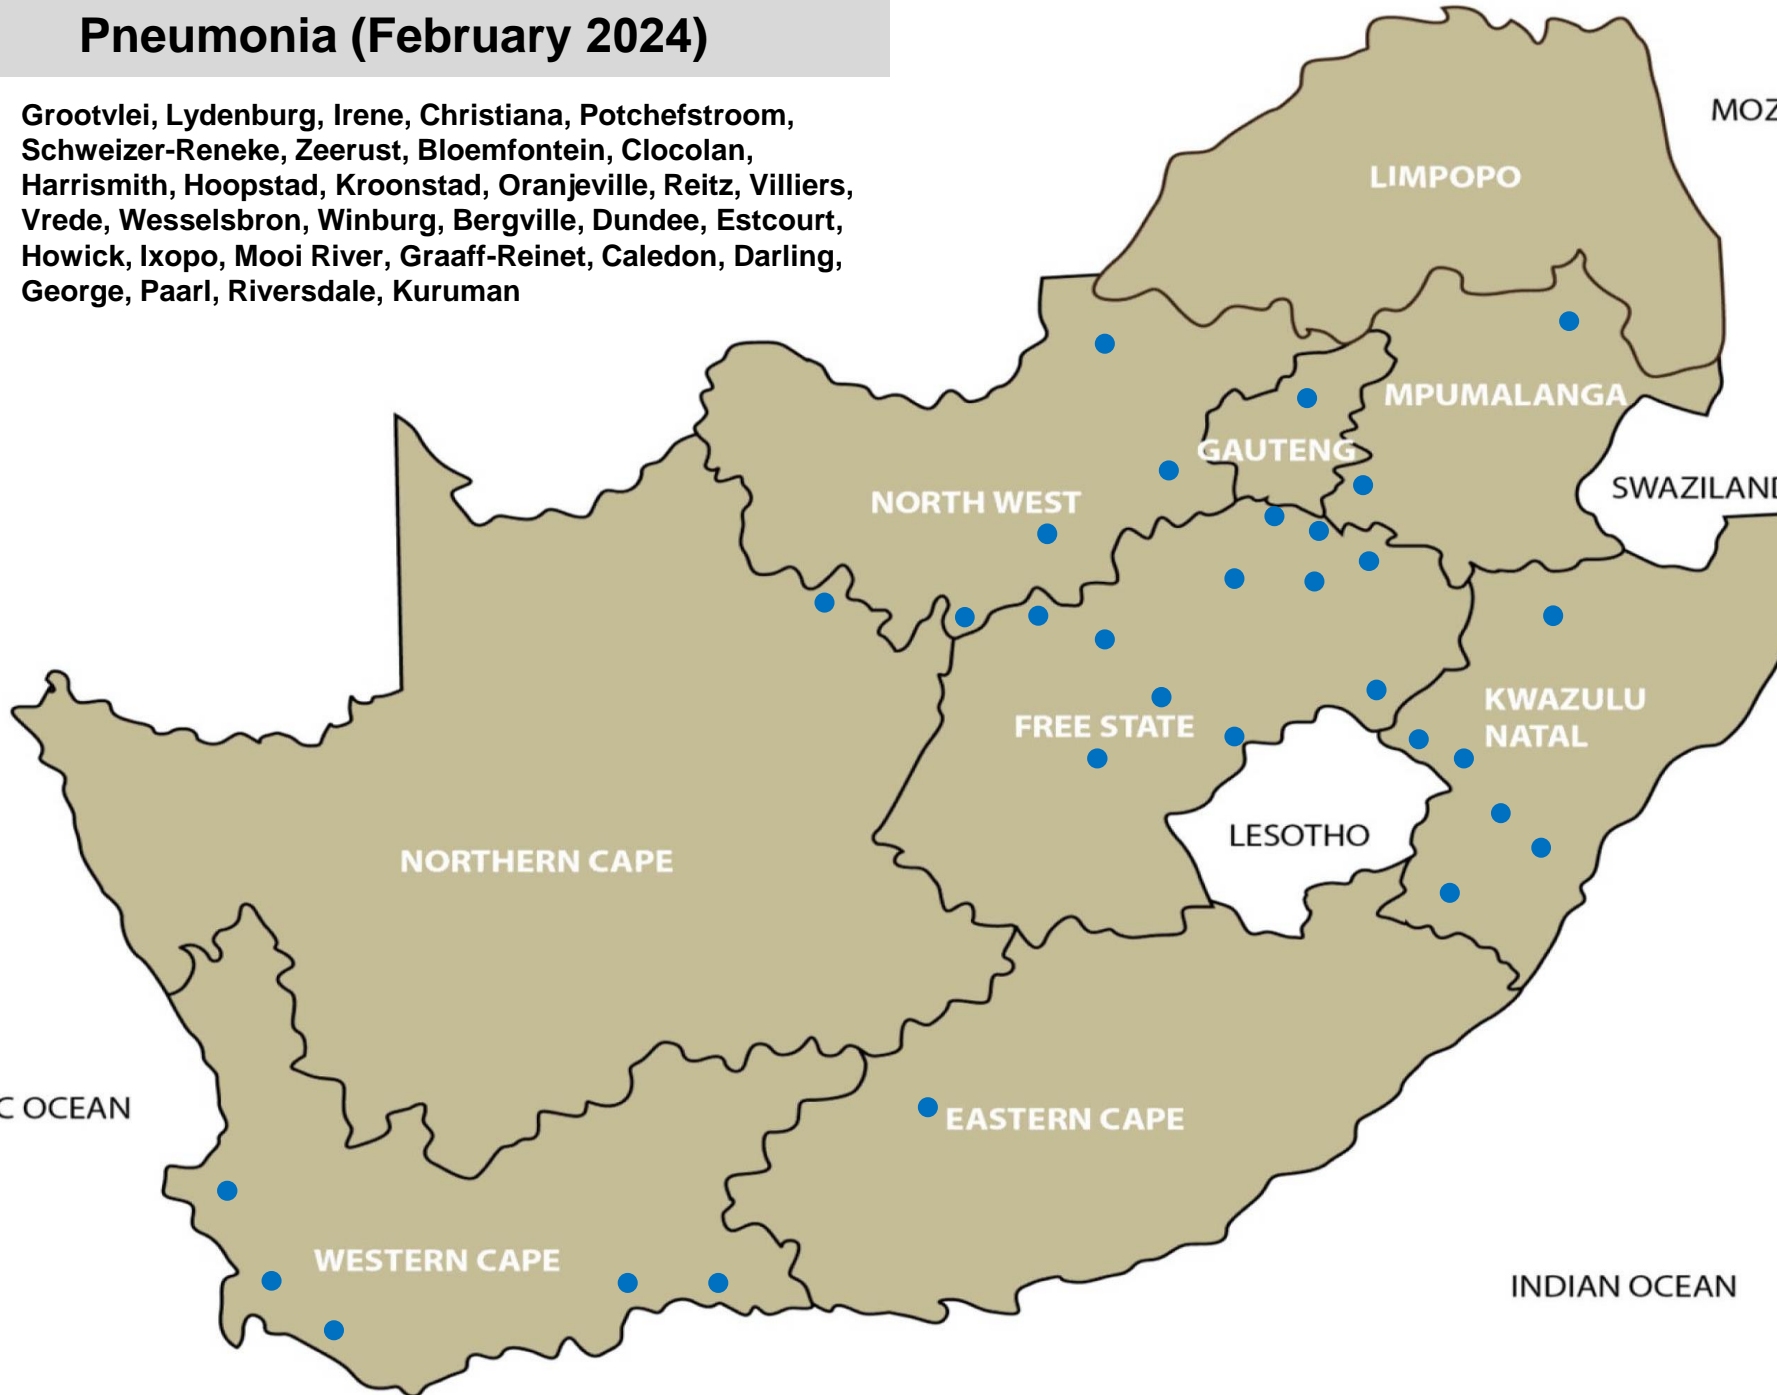 Pneumonia (February 2024)
Grootvlei, Lydenburg, Irene, Christiana, Potchefstroom,
Schweizer-Reneke, Zeerust, Bloemfontein, Clocolan,
Harrismith, Hoopstad, Kroonstad, Oranjeville, Reitz, Villiers,
Vrede, Wesselsbron, Winburg, Bergville, Dundee, Estcourt,
Howick, Ixopo, Mooi River, Graaff-Reinet, Caledon, Darling,
George, Paarl, Riversdale, Kuruman
MOZ
LIMPOPO
MPUMALANGA
GAUTENG
SWAZILAND
NORTH WEST
KWAZULU
NATAL
FREE STATE
LESOTHO
NORTHERN CAPE
C OCEAN
EASTERN CAPE
WESTERN CAPE
INDIAN OCEAN